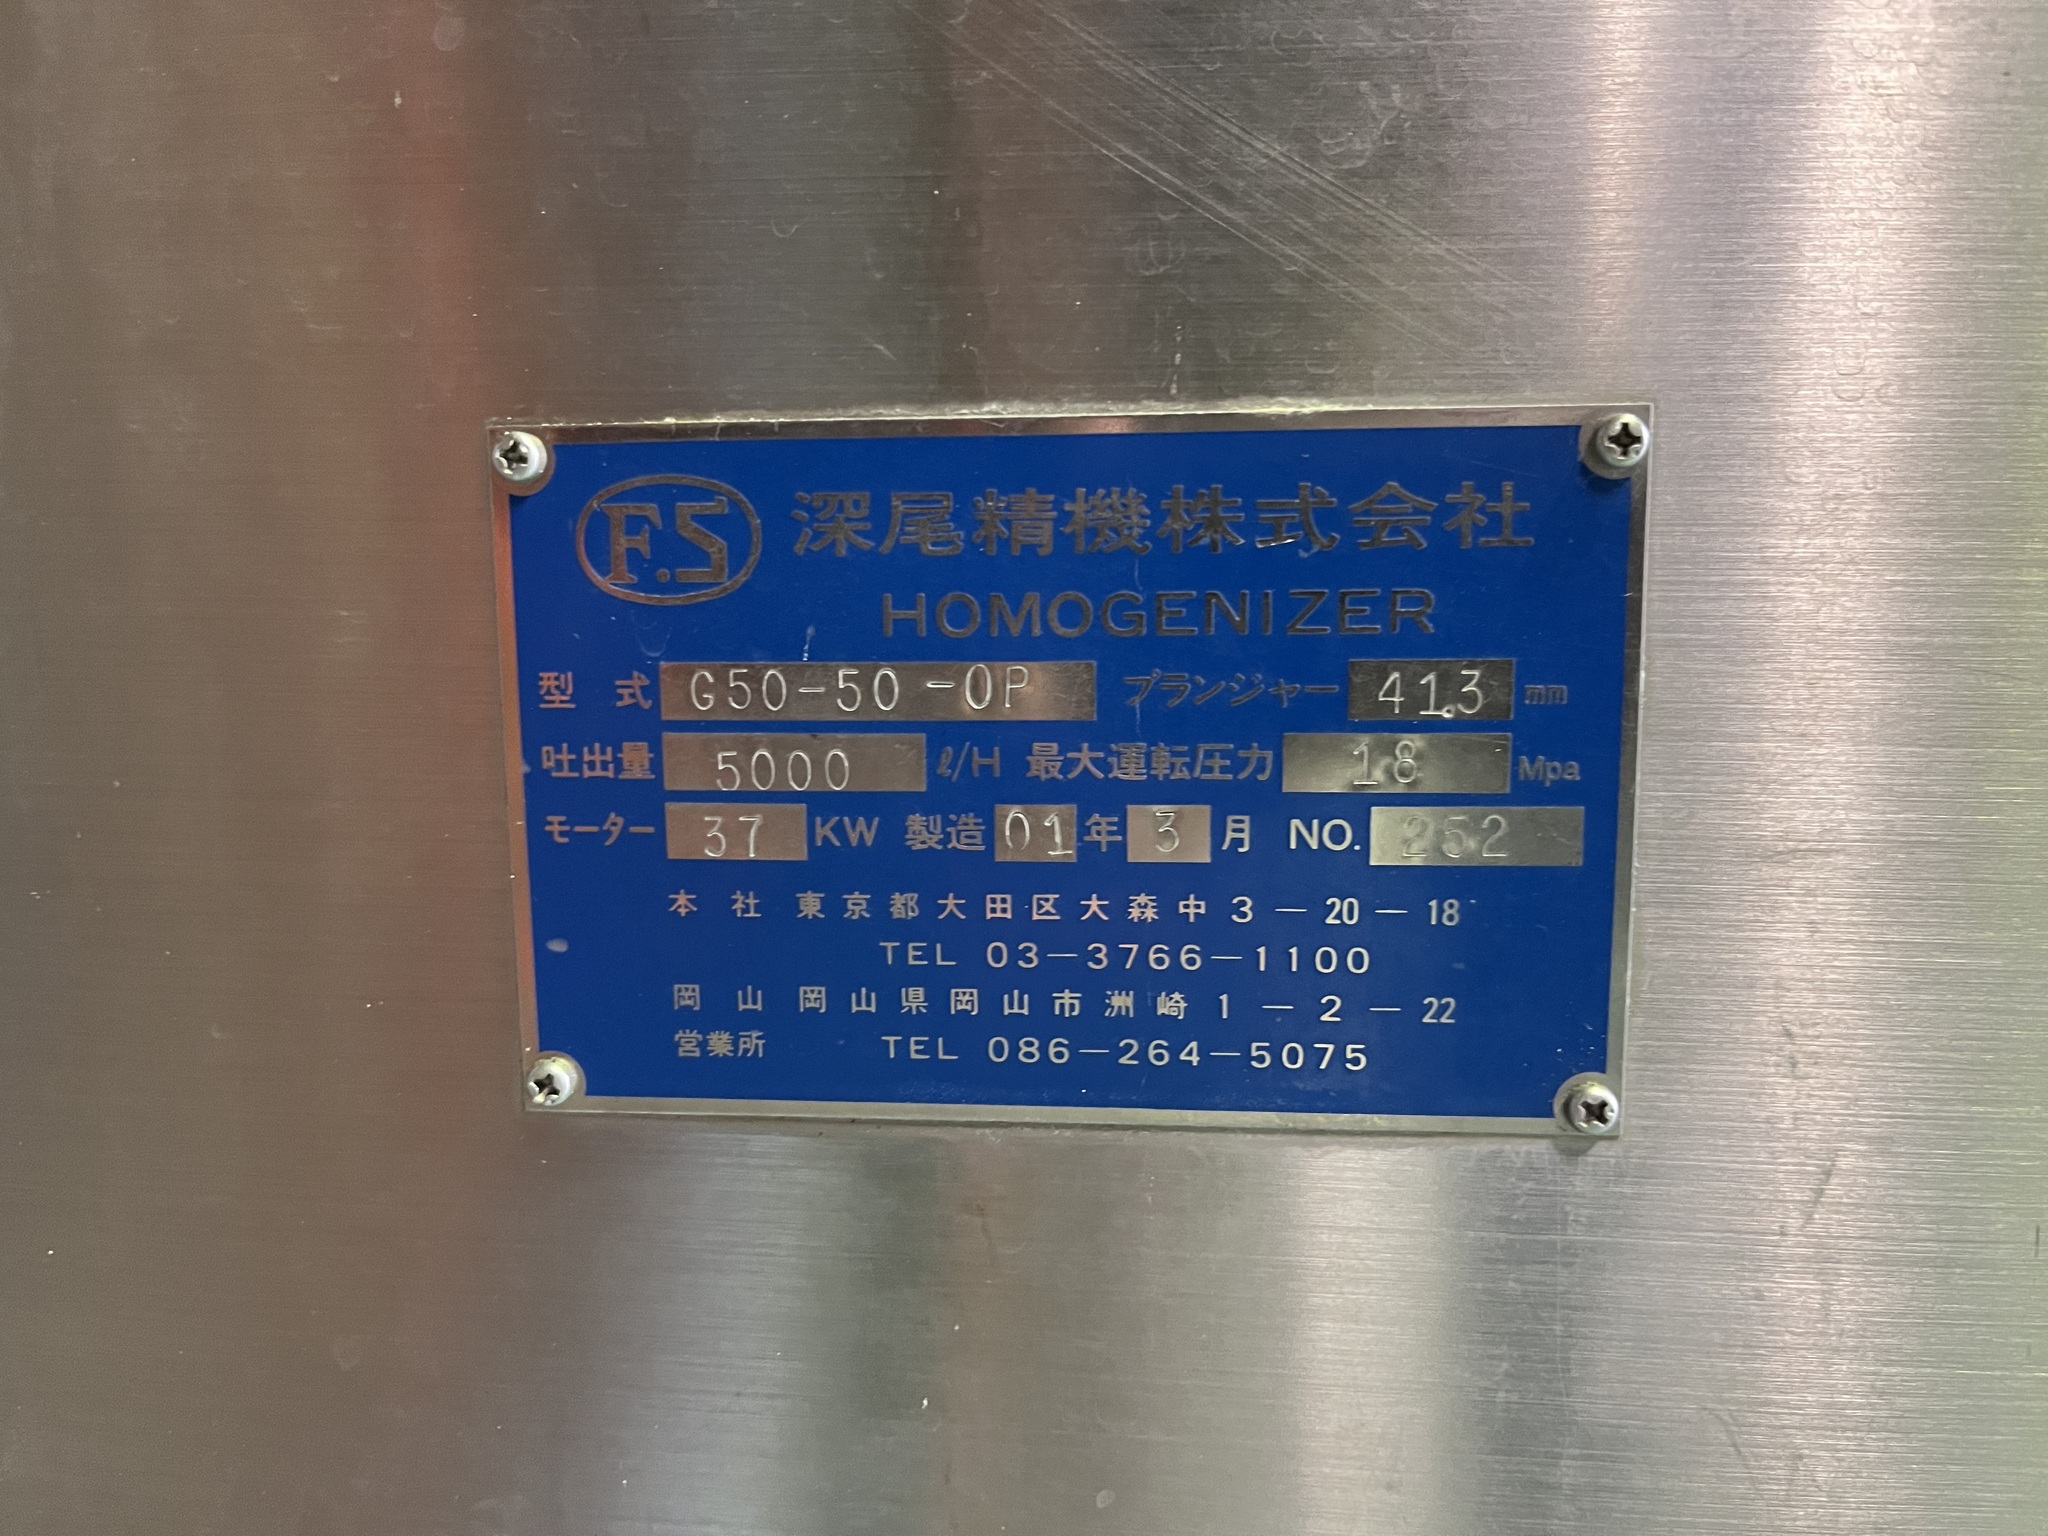 F.S 深尾精機株式会社
HOMOGENIZER
型式 G50-50-OP プランジャー 41.3 mm
吐出量 5000 ℓ/H 最大運転圧力 18 Mpa
モーター 37 KW 製造 01 年 3 月 NO. 252
本社 東京都大田区大森中3-20-18
TEL 03-3766-1100
岡山 岡山県岡山市洲崎1-2-22
営業所 TEL 086-264-5075